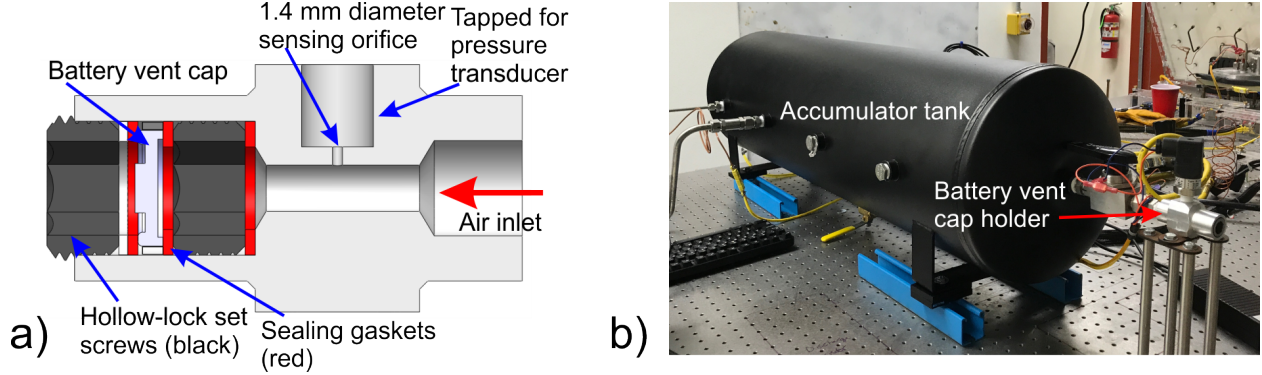 1.4 mm diameter
sensing orifice
Tapped for
pressure
transducer
Battery vent cap
Air inlet
Hollow-lock set
screws (black)
Sealing gaskets
(red)
a)
Accumulator tank
Battery vent
cap holder
b)